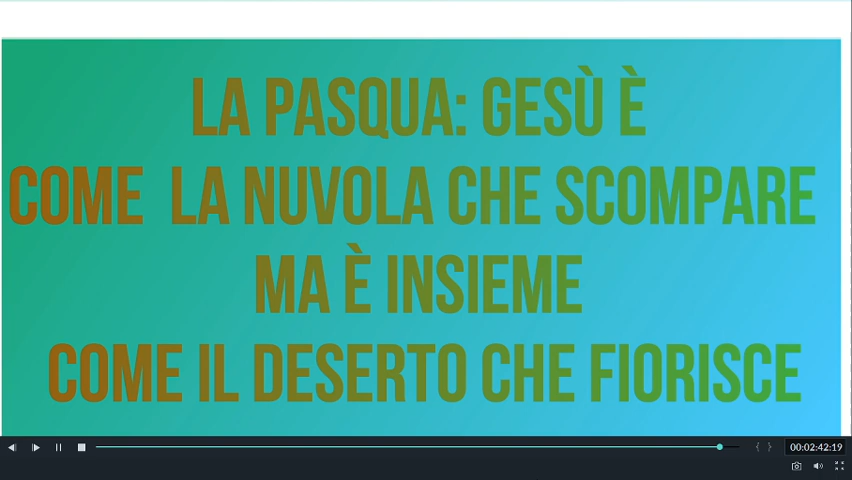 LA PASQUA: GESÙ È
COME LA NUVOLA CHE SCOMPARE
MA È INSIEME
COME IL DESERTO CHE FIORISCE
00:02:42:19